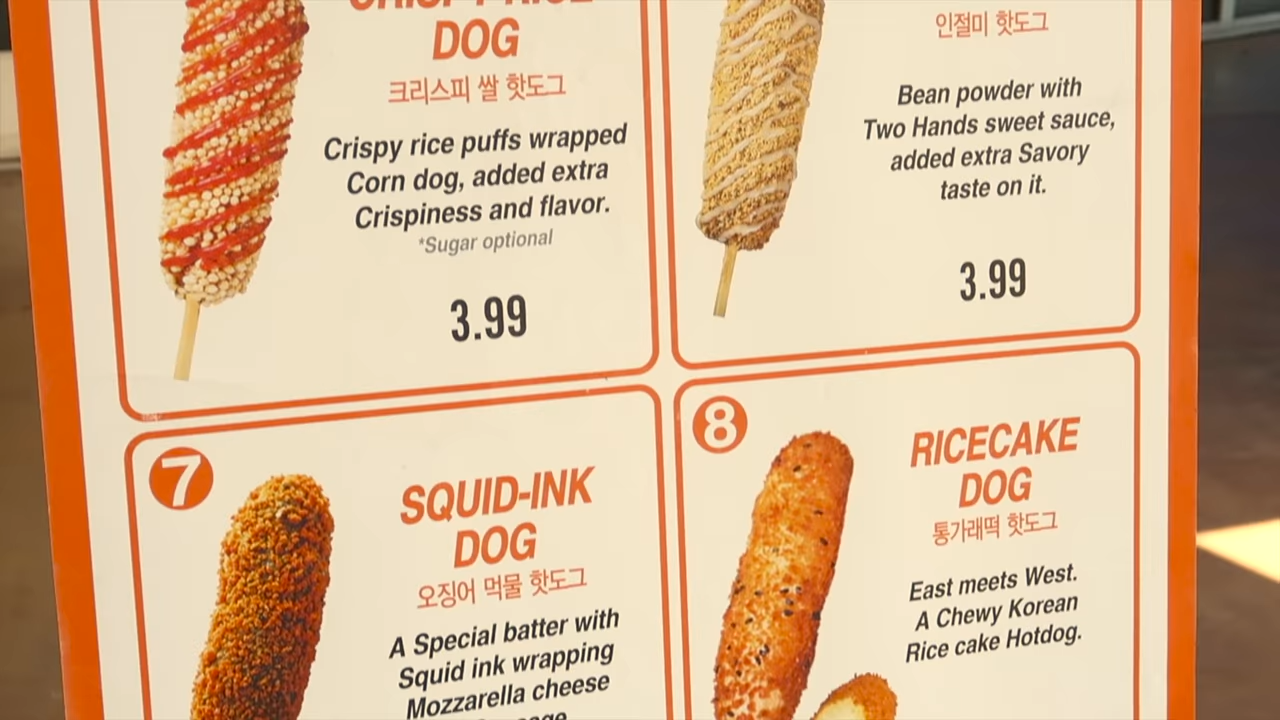 CRISPY RICE
DOG
크리스피 쌀 핫도그
Crispy rice puffs wrapped
Corn dog, added extra
Crispiness and flavor.
*Sugar optional
3.99
인절미 핫도그
Bean powder with
Two Hands sweet sauce,
added extra Savory
taste on it.
3.99
7
SQUID-INK
DOG
오징어 먹물 핫도그
A Special batter with
Squid ink wrapping
Mozzarella cheese
8
RICECAKE
DOG
통가래떡 핫도그
East meets West.
A Chewy Korean
Rice cake Hotdog.